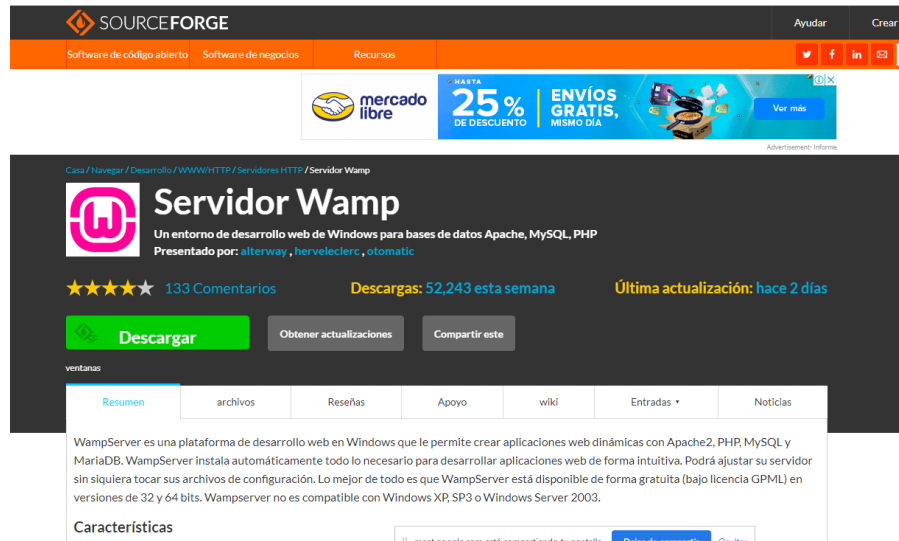 SOURCEFORGE
Ayudar
Crear
Software de código abierto
Software de negocios
Recursos
mercado
libre
HASTA
25%
DE DESCUENTO
ENVÍOS
GRATIS,
MISMO DÍA
Ver más
Advertisement- Informe
Casa / Navegar / Desarrollo / WWW/HTTP / Servidores HTTP / Servidor Wamp
Servidor Wamp
Un entorno de desarrollo web de Windows para bases de datos Apache, MySQL, PHP
Presentado por: alterway , herveleclerc , otomatic
133 Comentarios
Descargas: 52,243 esta semana
Última actualización: hace 2 días
Descargar
Obtener actualizaciones
Compartir este
ventanas
Resumen
archivos
Reseñas
Apoyo
wiki
Entradas
Noticias
WampServer es una plataforma de desarrollo web en Windows que le permite crear aplicaciones web dinámicas con Apache2, PHP, MySQL y
MariaDB. WampServer instala automáticamente todo lo necesario para desarrollar aplicaciones web de forma intuitiva. Podrá ajustar su servidor
sin siquiera tocar sus archivos de configuración. Lo mejor de todo es que WampServer está disponible de forma gratuita (bajo licencia GPML) en
versiones de 32 y 64 bits. Wampserver no es compatible con Windows XP, SP3 o Windows Server 2003.
Características